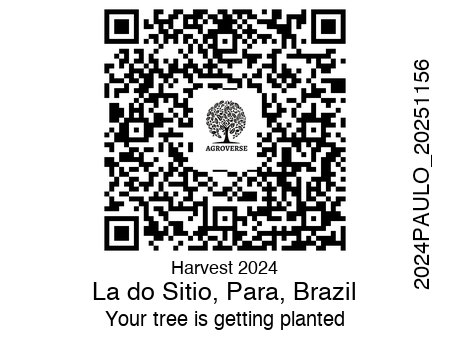 AGROVERSE
Harvest 2024
La do Sitio, Para, Brazil
Your tree is getting planted
2024PAULO_20251156